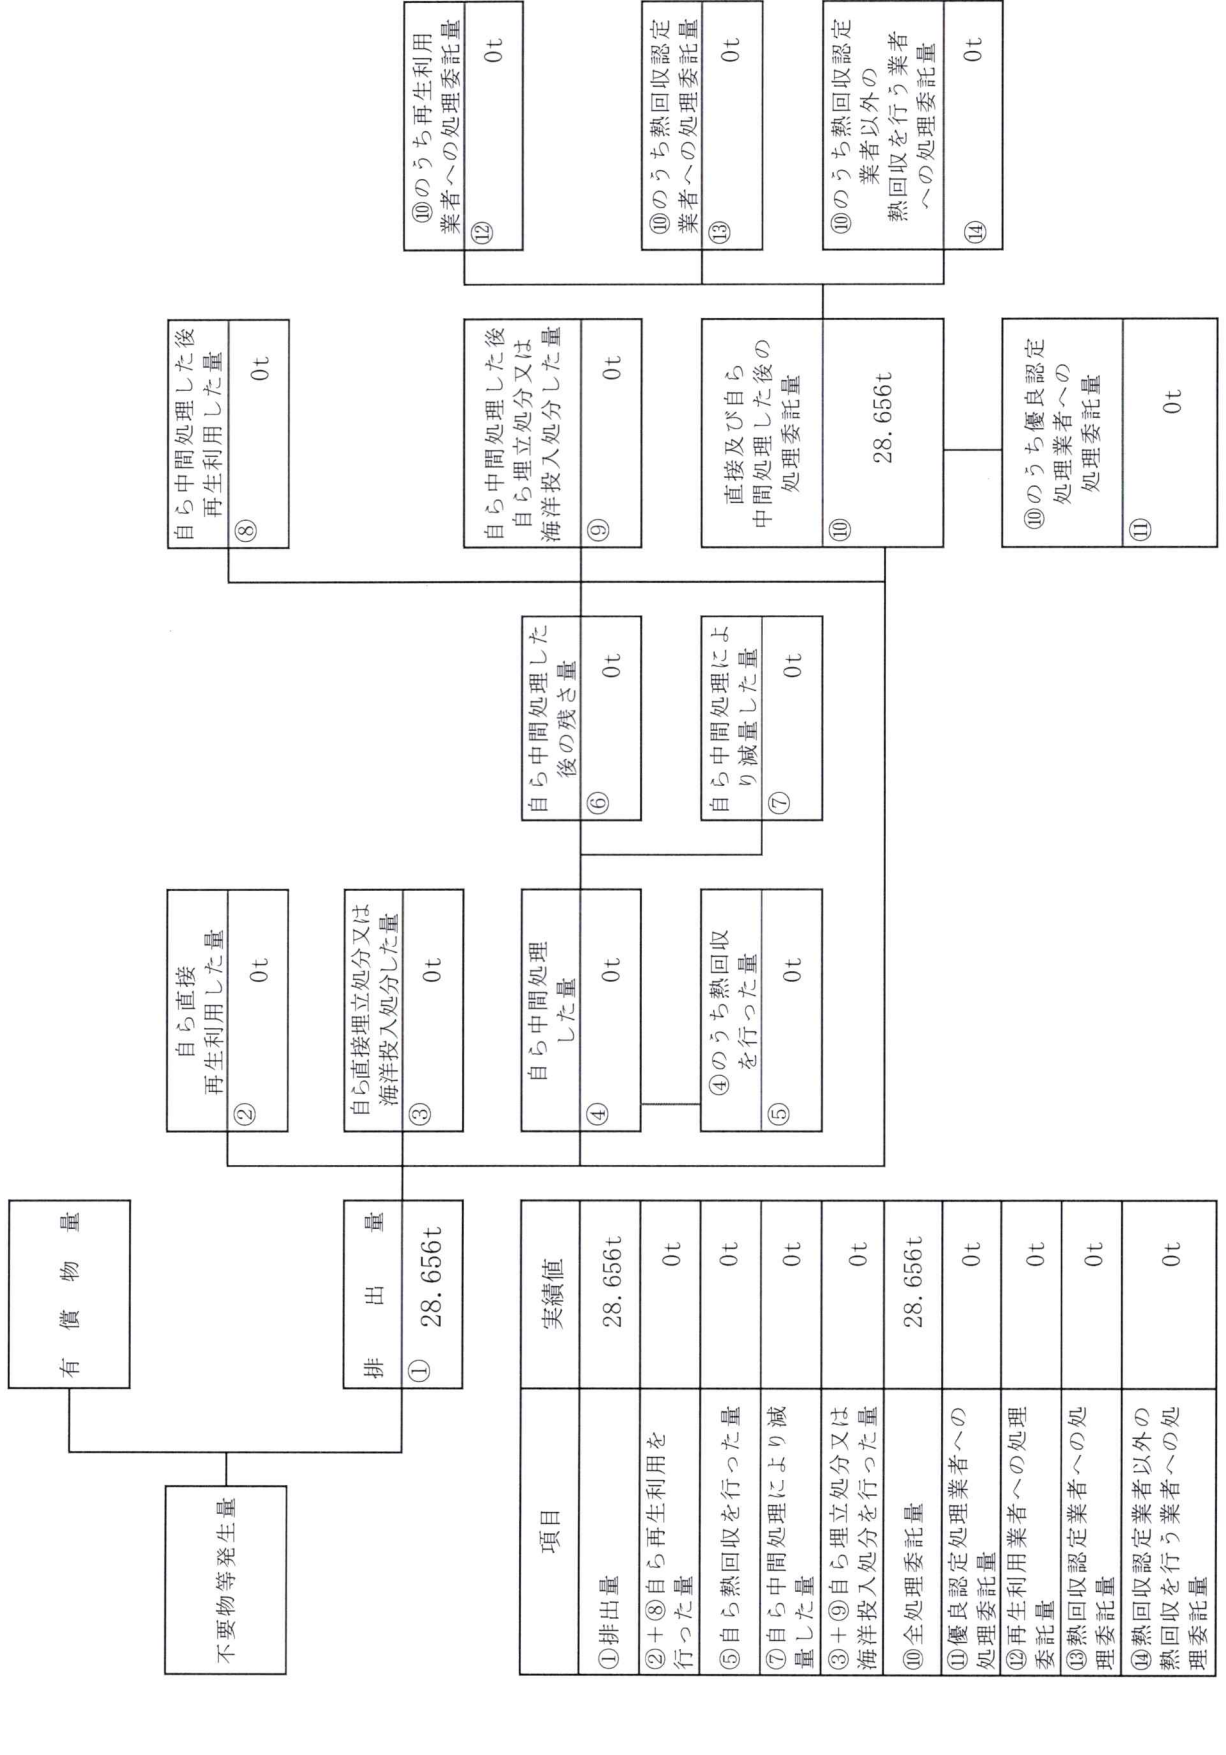 不要物等発生量
有償物量
排出量
①
28.656t
自ら直接
再生利用した量
②
0t
自ら直接埋立処分又は
海洋投入処分した量
③
0t
自ら中間処理
した量
④
0t
④のうち熱回収
を行った量
⑤
0t
自ら中間処理した
後の残さ量
⑥
0t
自ら中間処理によ
り減量した量
⑦
0t
自ら中間処理した後
再生利用した量
⑧
0t
自ら中間処理した後
自ら埋立処分又は
海洋投入処分した量
⑨
0t
直接及び自ら
中間処理した後の
処理委託量
⑩
28.656t
⑩のうち優良認定
処理業者への
処理委託量
⑪
0t
⑩のうち再生利用
業者への処理委託量
⑫
0t
⑩のうち熱回収認定
業者への処理委託量
⑬
0t
⑩のうち熱回収認定
業者以外の
熱回収を行う業者
への処理委託量
⑭
0t
項目
実績値
①排出量
28.656t
②+⑧自ら再生利用を
行った量
0t
⑤自ら熱回収を行った量
0t
⑦自ら中間処理により減
量した量
0t
③+⑨自ら埋立処分又は
海洋投入処分を行った量
0t
⑩全処理委託量
28.656t
⑪優良認定処理業者への
処理委託量
0t
⑫再生利用業者への処理
委託量
0t
⑬熱回収認定業者への処
理委託量
0t
⑭熱回収認定業者以外の
熱回収を行う業者への処
理委託量
0t